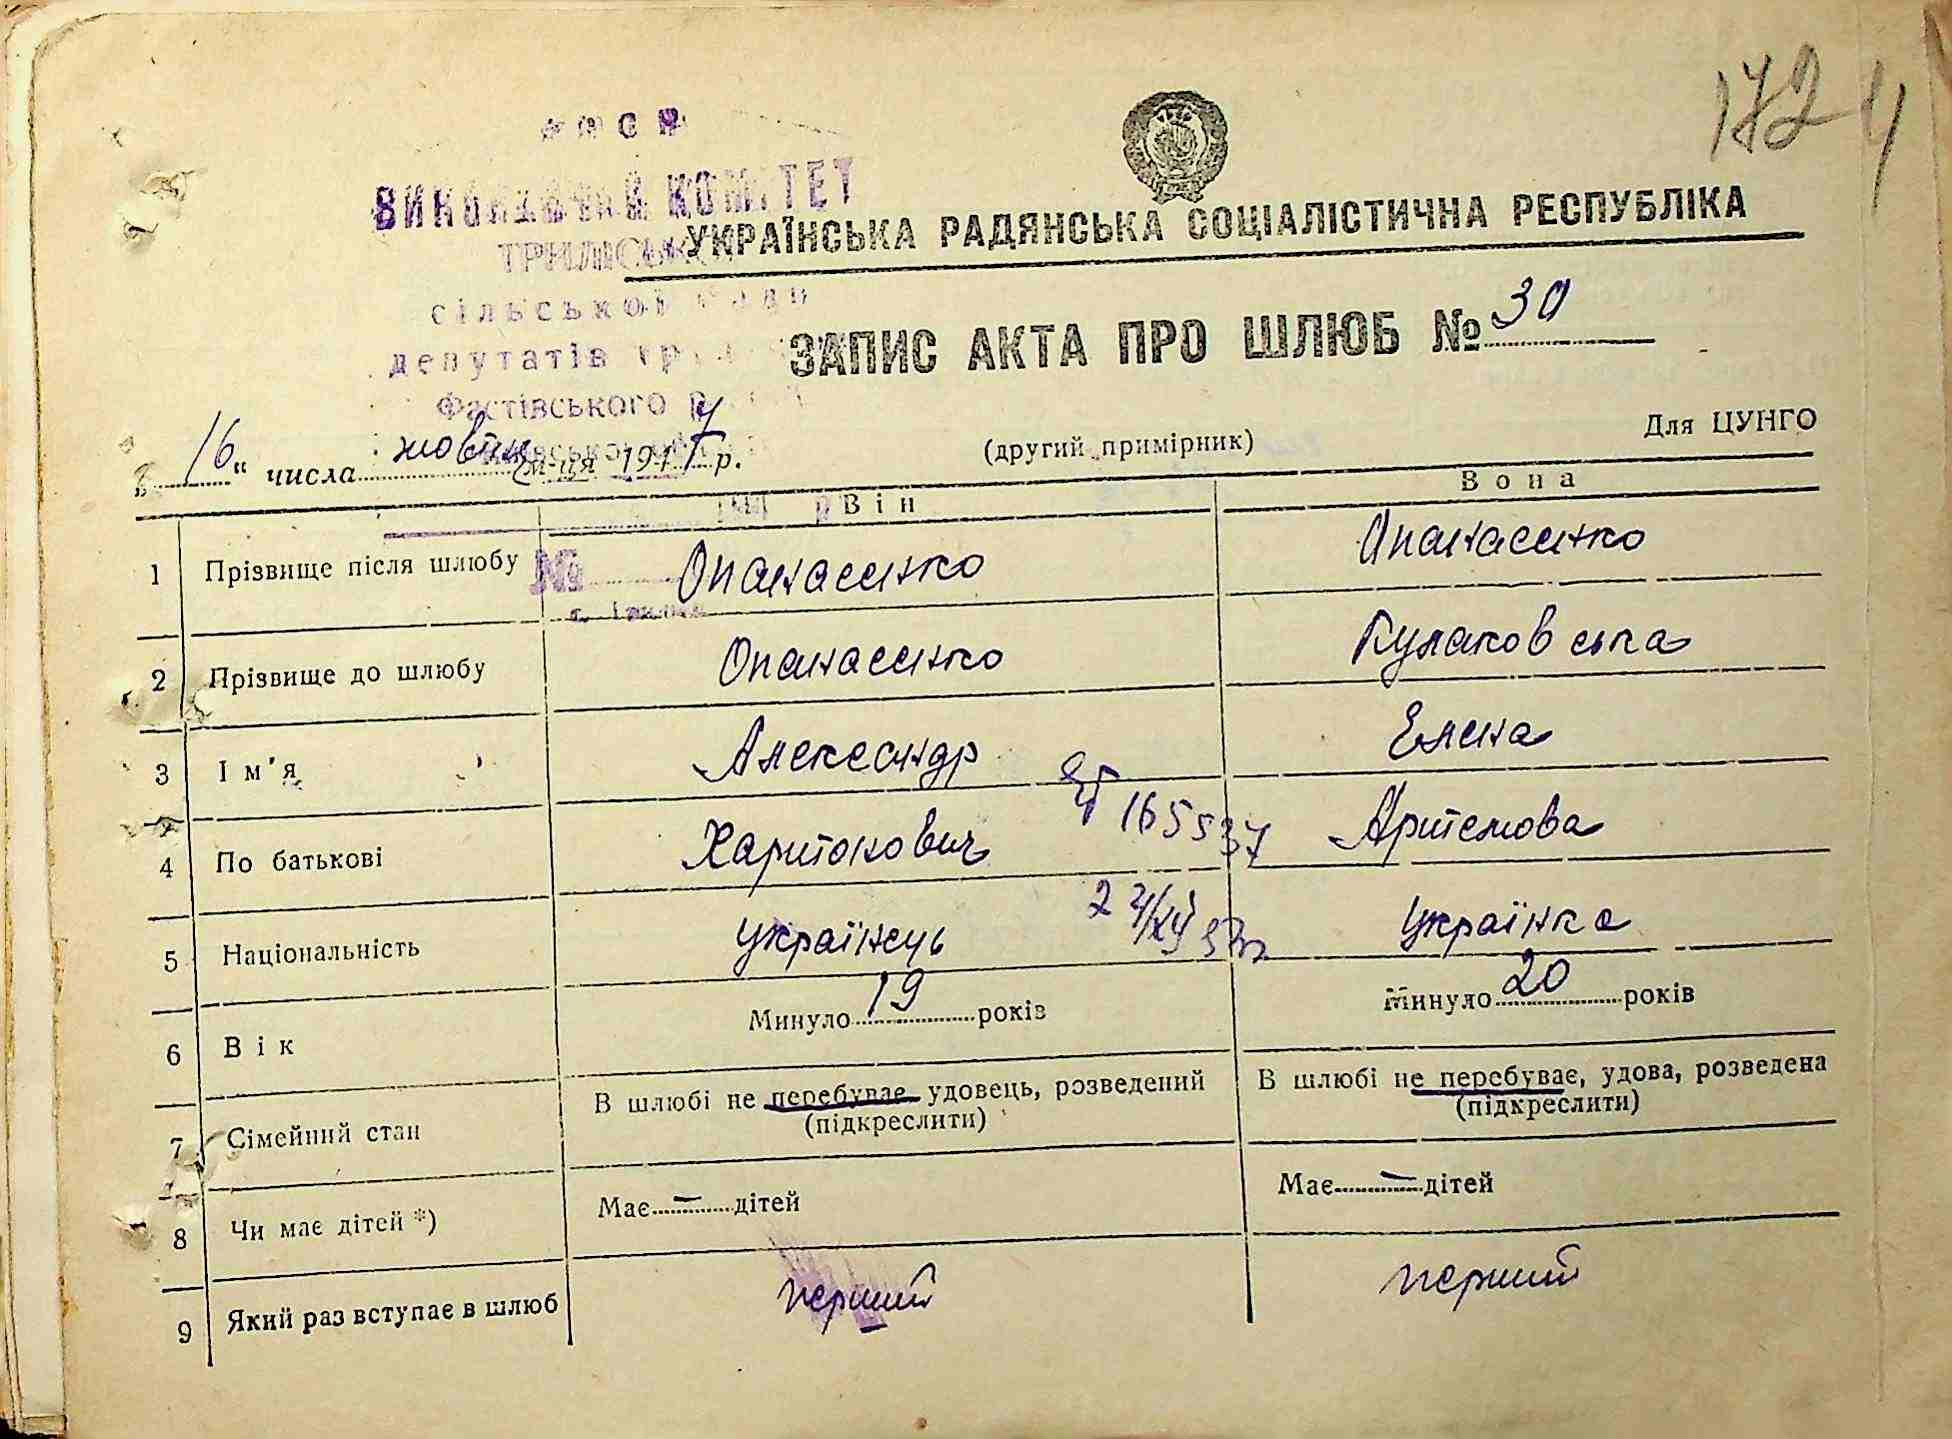 172 ч
УРСР
ВИКОНАВЧИЙ КОМІТЕТ
ТРИЛІСЬКОЇ
сільської ради
депутатів
Фастівського
УКРАЇНСЬКА РАДЯНСЬКА СОЦІАЛІСТИЧНА РЕСПУБЛІКА
ЗАПИС АКТА ПРО ШЛЮБ № 30
„16“ числа жовтня м-ця 1947 р.
(другий примірник)
Для ЦУНГО
Він Вона
№
1 Прізвище після шлюбу Опанасенко Опанасенко
2 Прізвище до шлюбу Опанасенко Кулаковська
3 Ім'я Александр Елена
4 По батькові Харитонович Артемова
165537
5 Національність українець українка
6 Вік Минуло 19 років Минуло 20 років
7 Сімейний стан В шлюбі не перебуває, удовець, розведений В шлюбі не перебуває, удова, розведена
(підкреслити) (підкреслити)
8 Чи має дітей *) Має – дітей Має – дітей
9 Який раз вступає в шлюб перший перший